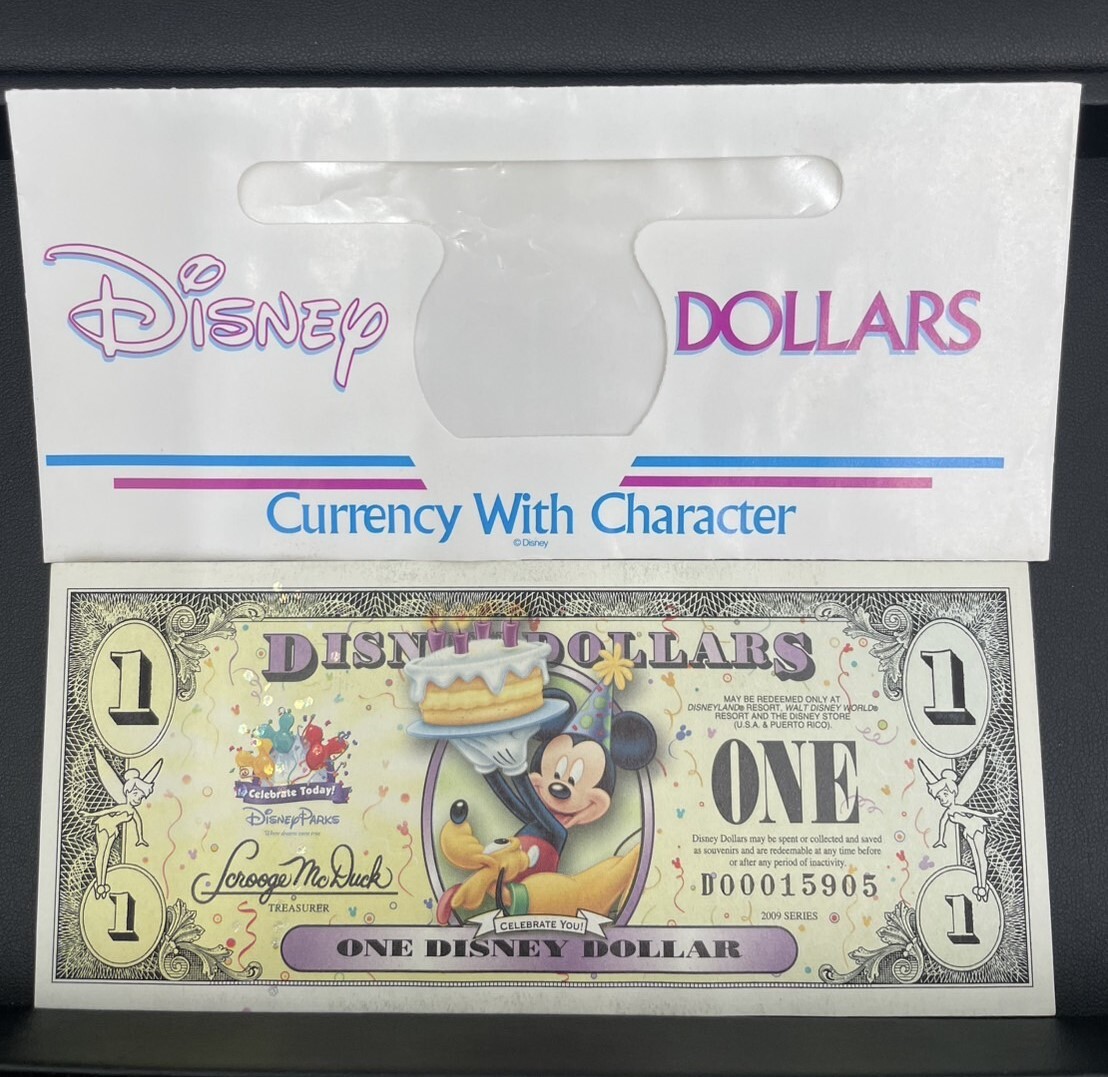 DISNEY DOLLARS
Currency With Character
© Disney
1 1
DISN DOLLARS
MAY BE REDEEMED ONLY AT
DISNEYLAND® RESORT, WALT DISNEY WORLD®
RESORT AND THE DISNEY STORE
(U.S.A. & PUERTO RICO).
ONE
Celebrate Today!
DISNEYPARKS
Disney Dollars may be spent or collected and saved
as souvenirs and are redeemable at any time before
or after any period of inactivity.
Scrooge McDuck
TREASURER
D00015905
2009 SERIES
1 1
CELEBRATE YOU!
ONE DISNEY DOLLAR